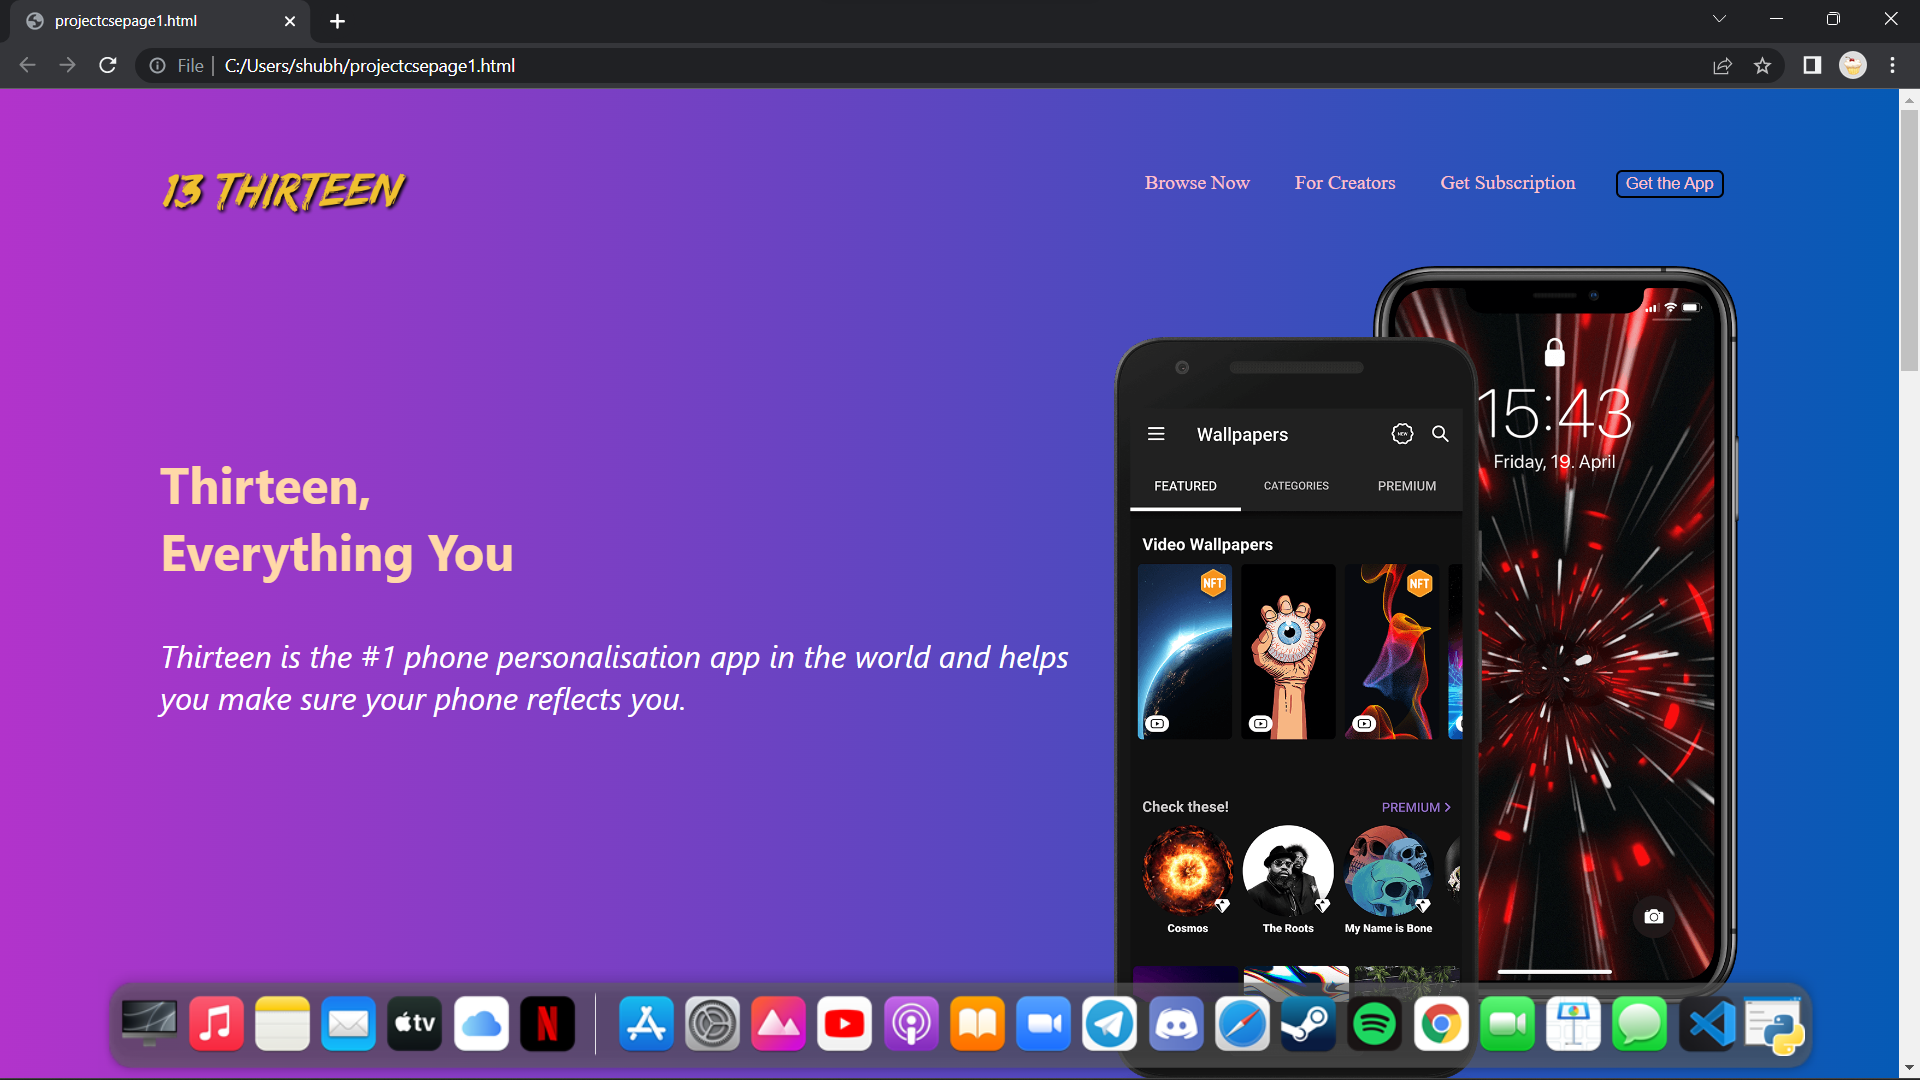 projectcsepage1.html
File
C:/Users/shubh/projectcsepage1.html
13 THIRTEEN
Browse Now
For Creators
Get Subscription
Get the App
15:43
Friday, 19. April
Wallpapers
NEW
FEATURED
CATEGORIES
PREMIUM
Thirteen,
Everything You
Thirteen is the #1 phone personalisation app in the world and helps
you make sure your phone reflects you.
Video Wallpapers
NFT
NFT
Check these!
PREMIUM >
Cosmos
The Roots
My Name is Bone
tv
N